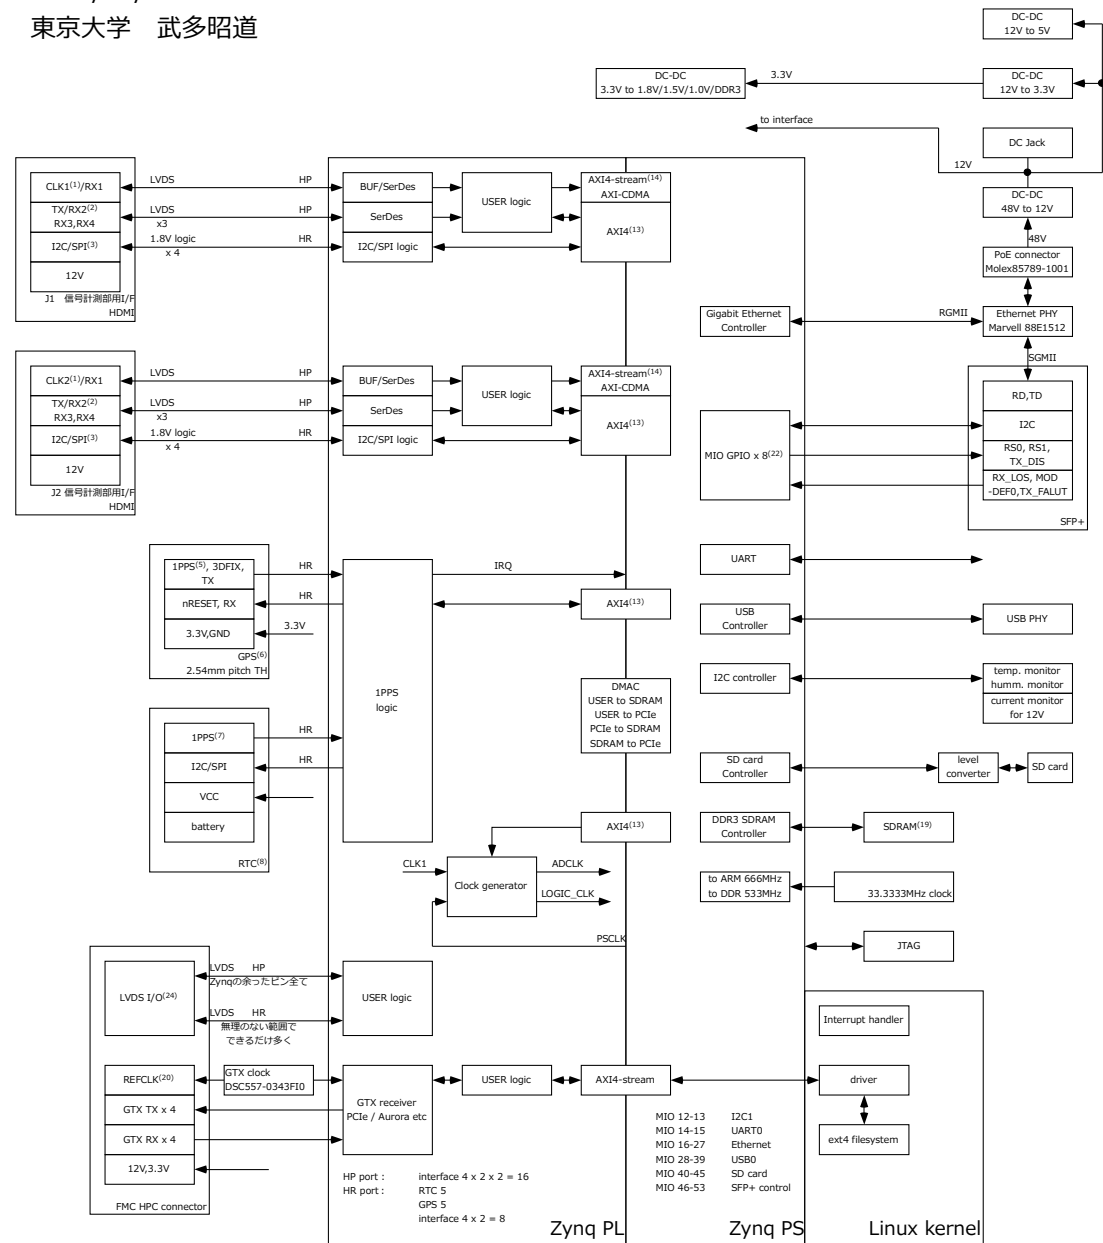 東京大学　武多昭道
DC-DC
12V to 5V
DC-DC
3.3V to 1.8V/1.5V/1.0V/DDR3
3.3V
DC-DC
12V to 3.3V
to interface
DC Jack
12V
DC-DC
48V to 12V
48V
PoE connector
Molex85789-1001
Ethernet PHY
Marvell 88E1512
RGMII
Gigabit Ethernet
Controller
SGMII
RD,TD
I2C
RS0, RS1,
TX_DIS
RX_LOS, MOD
-DEF0,TX_FALUT
SFP+
MIO GPIO x 8(22)
CLK1(1)/RX1
TX/RX2(2)
RX3,RX4
I2C/SPI(3)
12V
J1　信号計測部用I/F
HDMI
LVDS
HP
LVDS
x3
HP
1.8V logic
x 4
HR
BUF/SerDes
SerDes
I2C/SPI logic
USER logic
AXI4-stream(14)
AXI-CDMA
AXI4(13)
CLK2(1)/RX1
TX/RX2(2)
RX3,RX4
I2C/SPI(3)
12V
J2 信号計測部用I/F
HDMI
LVDS
HP
LVDS
x3
HP
1.8V logic
x 4
HR
BUF/SerDes
SerDes
I2C/SPI logic
USER logic
AXI4-stream(14)
AXI-CDMA
AXI4(13)
1PPS(5), 3DFIX,
TX
nRESET, RX
3.3V,GND
GPS(6)
2.54mm pitch TH
HR
HR
3.3V
1PPS
logic
IRQ
AXI4(13)
UART
USB
Controller
USB PHY
I2C controller
temp. monitor
humm. monitor
current monitor
for 12V
DMAC
USER to SDRAM
USER to PCIe
PCIe to SDRAM
SDRAM to PCIe
1PPS(7)
I2C/SPI
VCC
battery
RTC(8)
HR
HR
SD card
Controller
level
converter
SD card
AXI4(13)
DDR3 SDRAM
Controller
SDRAM(19)
CLK1
Clock generator
ADCLK
LOGIC_CLK
PSCLK
to ARM 666MHz
to DDR 533MHz
33.3333MHz clock
JTAG
LVDS I/O(24)
LVDS
HP
Zynqの余ったピン全て
LVDS
HR
無理のない範囲で
できるだけ多く
USER logic
Interrupt handler
REFCLK(20)
GTX TX x 4
GTX RX x 4
12V,3.3V
FMC HPC connector
GTX clock
DSC557-0343FI0
GTX receiver
PCIe / Aurora etc
USER logic
AXI4-stream
driver
ext4 filesystem
MIO 12-13 I2C1
MIO 14-15 UART0
MIO 16-27 Ethernet
MIO 28-39 USB0
MIO 40-45 SD card
MIO 46-53 SFP+ control
HP port : interface 4 x 2 x 2 = 16
HR port : RTC 5
GPS 5
interface 4 x 2 = 8
Zynq PL
Zynq PS
Linux kernel